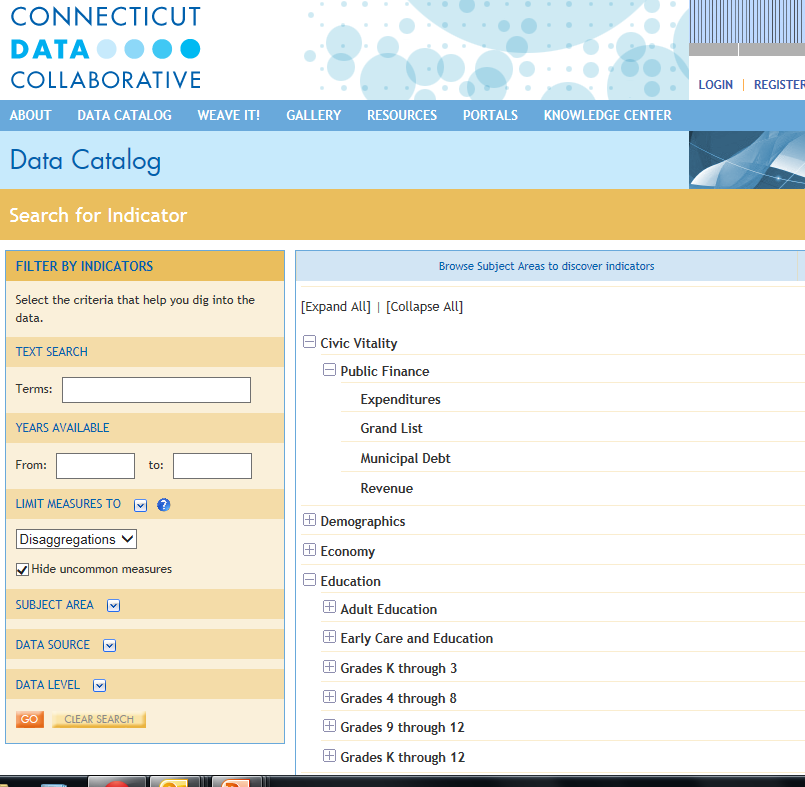 CONNECTICUT
DATA
COLLABORATIVE
LOGIN | REGISTER
ABOUT DATA CATALOG WEAVE IT! GALLERY RESOURCES PORTALS KNOWLEDGE CENTER
Data Catalog
Search for Indicator
FILTER BY INDICATORS
Select the criteria that help you dig into the
data.
TEXT SEARCH
Terms:
YEARS AVAILABLE
From: to:
LIMIT MEASURES TO ?
Disaggregations
Hide uncommon measures
SUBJECT AREA
DATA SOURCE
DATA LEVEL
GO CLEAR SEARCH
Browse Subject Areas to discover indicators
[Expand All] | [Collapse All]
Civic Vitality
Public Finance
Expenditures
Grand List
Municipal Debt
Revenue
Demographics
Economy
Education
Adult Education
Early Care and Education
Grades K through 3
Grades 4 through 8
Grades 9 through 12
Grades K through 12